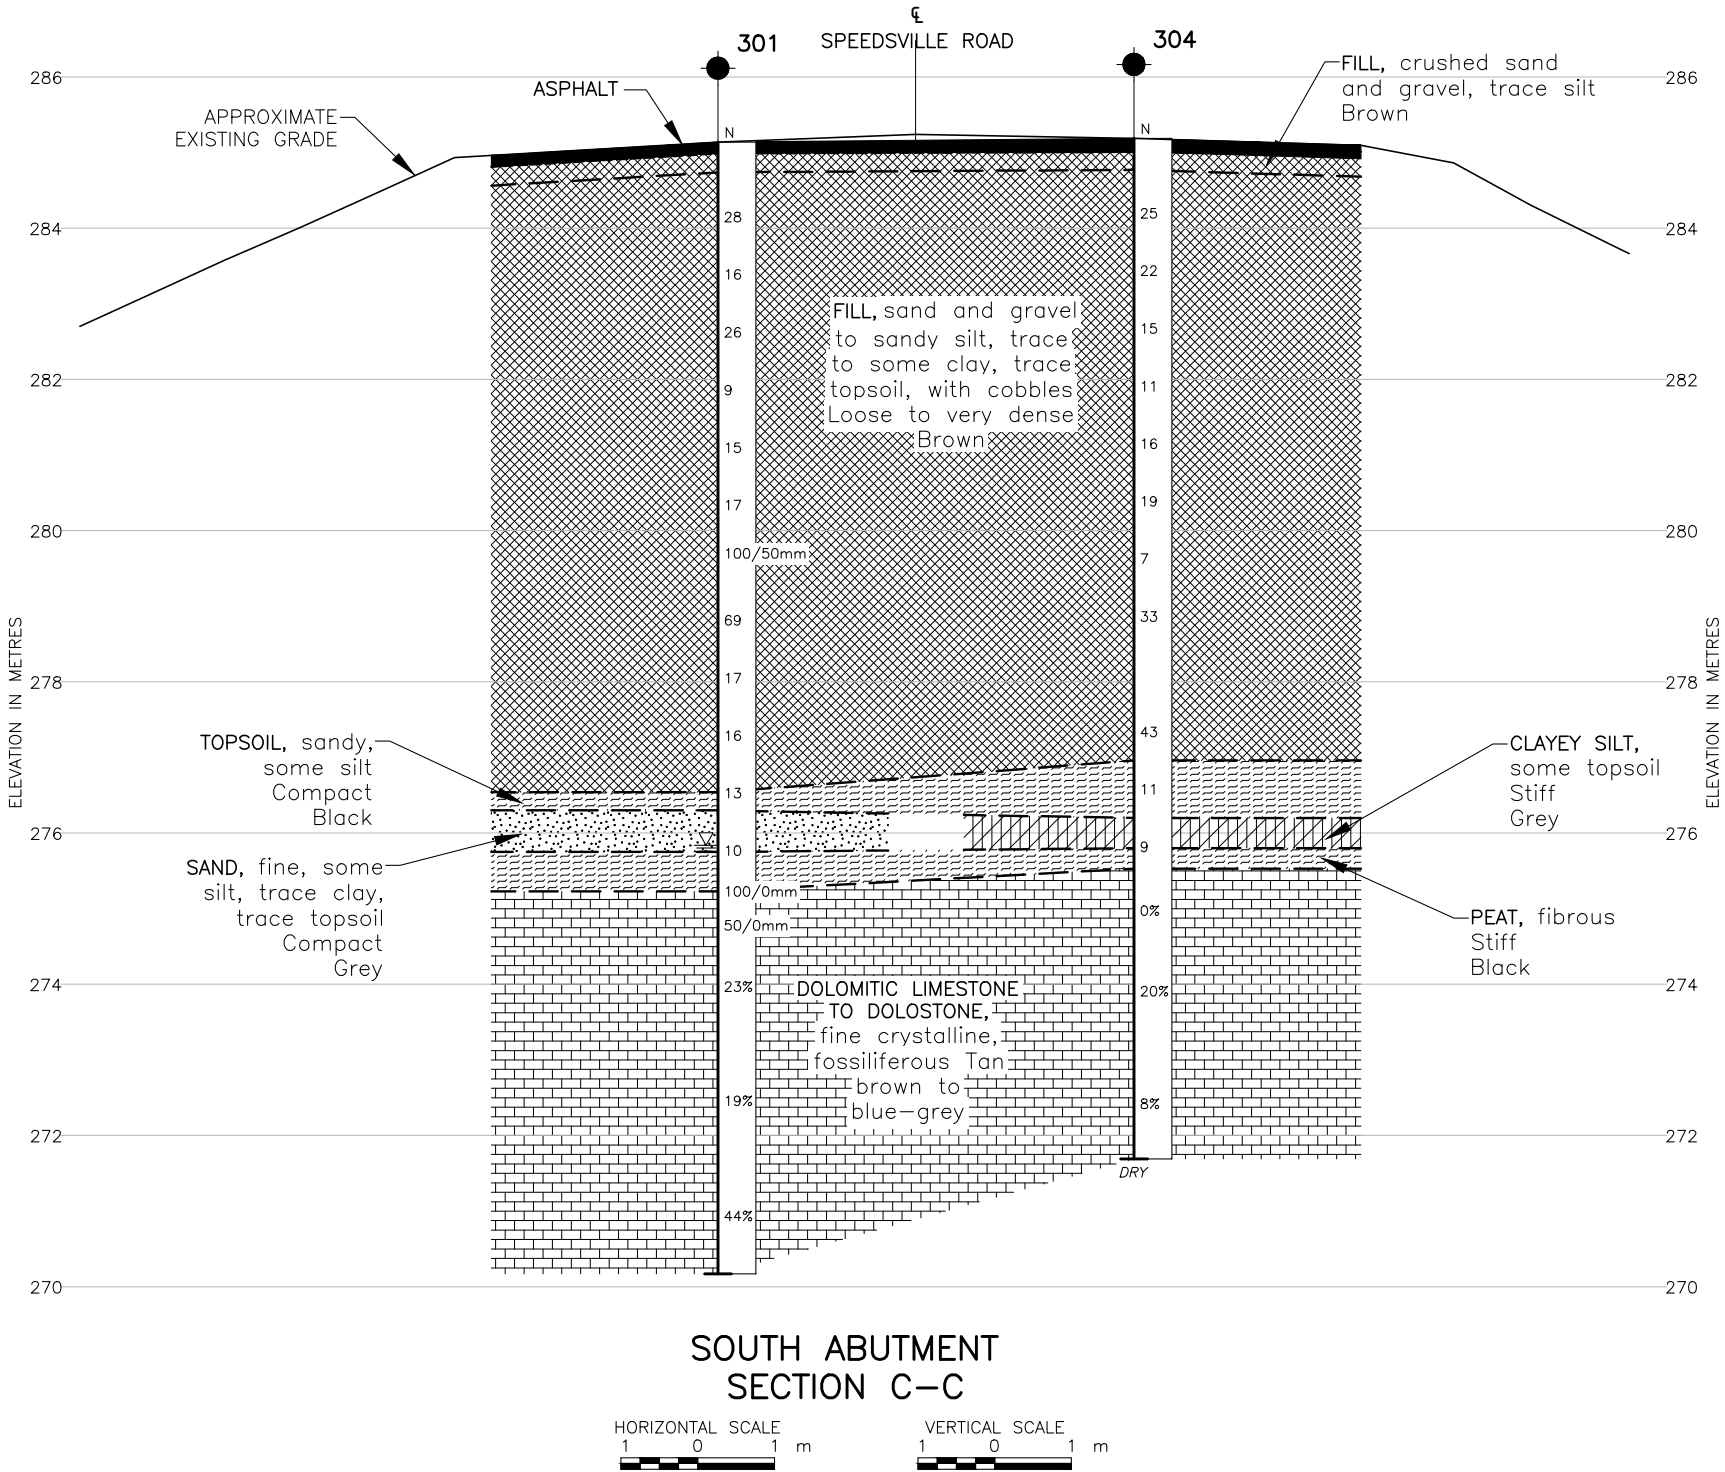 ℄
SPEEDSVILLE ROAD
301
304
286
286
ASPHALT
FILL, crushed sand
and gravel, trace silt
Brown
APPROXIMATE
EXISTING GRADE
N
N
28
25
284
284
16
22
26
15
FILL, sand and gravel
to sandy silt, trace
to some clay, trace
topsoil, with cobbles
Loose to very dense
Brown
282
282
9
11
15
16
17
19
280
280
100/50mm
7
69
33
ELEVATION IN METRES
ELEVATION IN METRES
278
278
17
16
43
TOPSOIL, sandy,
some silt
Compact
Black
CLAYEY SILT,
some topsoil
Stiff
Grey
13
11
276
276
10
9
SAND, fine, some
silt, trace clay,
trace topsoil
Compact
Grey
100/0mm
50/0mm
0%
PEAT, fibrous
Stiff
Black
274
274
23%
20%
DOLOMITIC LIMESTONE
TO DOLOSTONE,
fine crystalline,
fossiliferous Tan
brown to
blue-grey
19%
8%
272
272
DRY
44%
270
270
SOUTH ABUTMENT
SECTION C-C
HORIZONTAL SCALE
1 0 1 m
VERTICAL SCALE
1 0 1 m